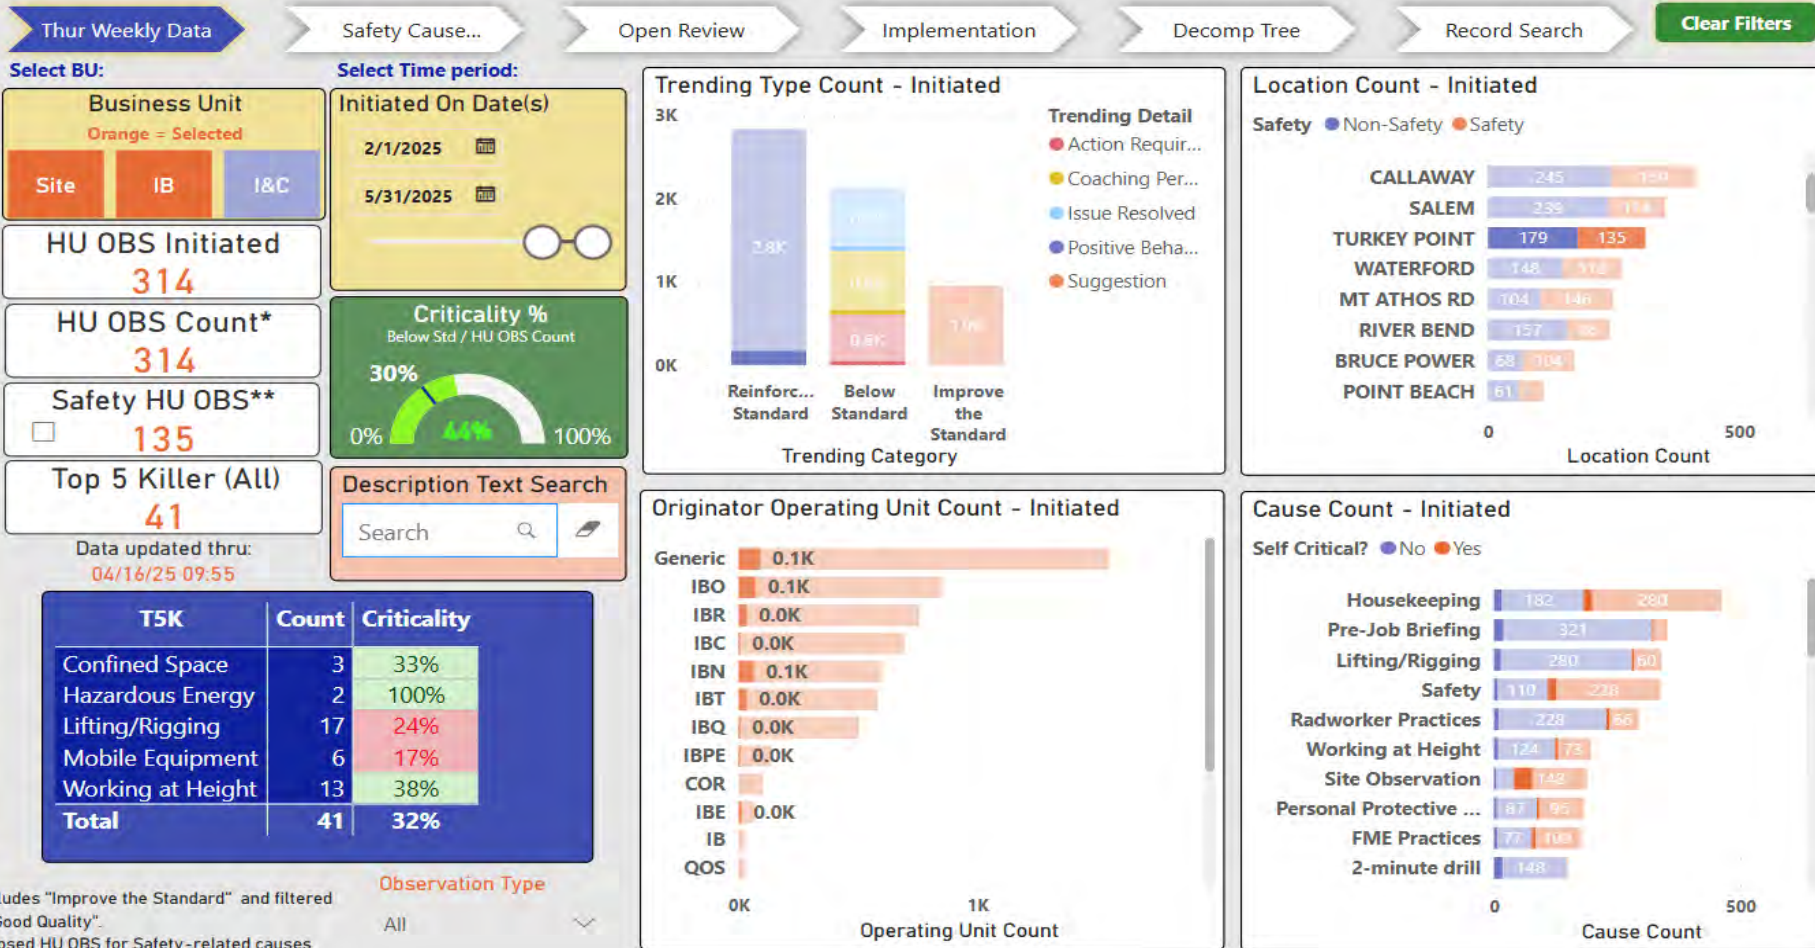 Thur Weekly Data
Safety Cause...
Open Review
Implementation
Decomp Tree
Record Search
Clear Filters
Select BU:
Business Unit
Orange = Selected
Site
IB
I&C
Select Time period:
Initiated On Date(s)
2/1/2025
5/31/2025
HU OBS Initiated
314
HU OBS Count*
314
Safety HU OBS**
135
Top 5 Killer (All)
41
Data updated thru:
04/16/25 09:55
Criticality %
Below Std / HU OBS Count
30%
0%
44%
100%
Description Text Search
Search
T5K Count Criticality
Confined Space 3 33%
Hazardous Energy 2 100%
Lifting/Rigging 17 24%
Mobile Equipment 6 17%
Working at Height 13 38%
Total 41 32%
"Improve the Standard" and filtered
Good Quality".
HU OBS for Safety-related causes
Observation Type
All
Trending Type Count - Initiated
3K
2K
1K
0K
2.8K
0.6K
Reinforc... Standard
Below Standard
Improve the Standard
Trending Category
Trending Detail
Action Requir...
Coaching Per...
Issue Resolved
Positive Beha...
Suggestion
Location Count - Initiated
Safety Non-Safety Safety
CALLAWAY 245
SALEM 239
TURKEY POINT 179 135
WATERFORD 148
MT ATHOS RD 104 146
RIVER BEND 157
BRUCE POWER 68 104
POINT BEACH 61
0 500
Location Count
Originator Operating Unit Count - Initiated
Generic 0.1K
IBO 0.1K
IBR 0.0K
IBC 0.0K
IBN 0.1K
IBT 0.0K
IBQ 0.0K
IBPE 0.0K
COR
IBE 0.0K
IB
QOS
0K 1K
Operating Unit Count
Cause Count - Initiated
Self Critical? No Yes
Housekeeping 182 280
Pre-Job Briefing 321
Lifting/Rigging 280 60
Safety 110 228
Radworker Practices 228 66
Working at Height 124 73
Site Observation 148
Personal Protective ... 87 95
FME Practices 77
2-minute drill 148
0 500
Cause Count